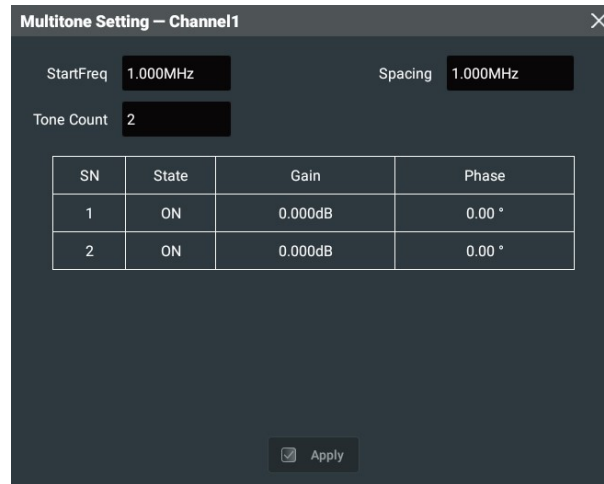 Multitone Setting — Channel1
StartFreq 1.000MHz Spacing 1.000MHz
Tone Count 2
SN State Gain Phase
1 ON 0.000dB 0.00 °
2 ON 0.000dB 0.00 °
Apply